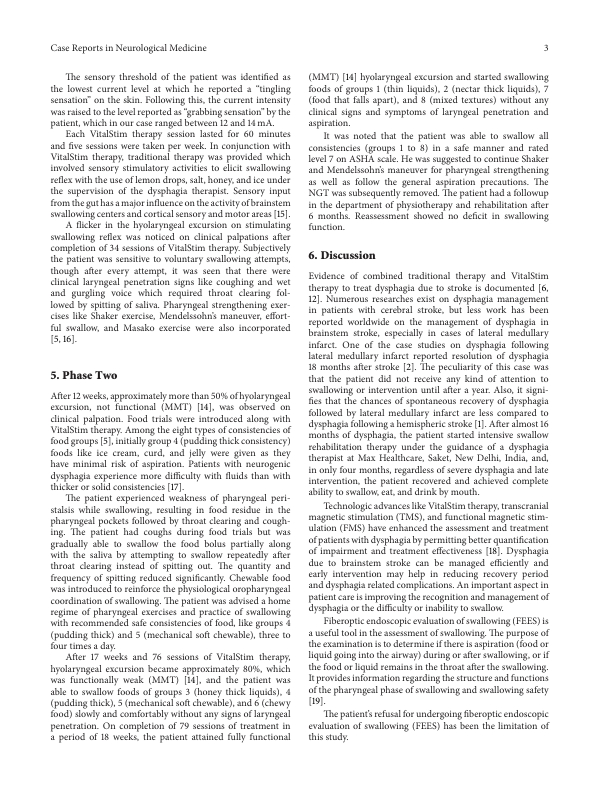 Case Reports in Neurological Medicine
3
The sensory threshold of the patient was identified as
the lowest current level at which he reported a “tingling
sensation” on the skin. Following this, the current intensity
was raised to the level reported as “grabbing sensation” by the
patient, which in our case ranged between 12 and 14 mA.
Each VitalStim therapy session lasted for 60 minutes
and five sessions were taken per week. In conjunction with
VitalStim therapy, traditional therapy was provided which
involved sensory stimulatory activities to elicit swallowing
reflex with the use of lemon drops, salt, honey, and ice under
the supervision of the dysphagia therapist. Sensory input
from the gut has a major influence on the activity of brainstem
swallowing centers and cortical sensory and motor areas [15].
A flicker in the hyolaryngeal excursion on stimulating
swallowing reflex was noticed on clinical palpations after
completion of 34 sessions of VitalStim therapy. Subjectively
the patient was sensitive to voluntary swallowing attempts,
though after every attempt, it was seen that there were
clinical laryngeal penetration signs like coughing and wet
and gurgling voice which required throat clearing fol-
lowed by spitting of saliva. Pharyngeal strengthening exer-
cises like Shaker exercise, Mendelssohn’s maneuver, effort-
ful swallow, and Masako exercise were also incorporated
[5, 16].
5. Phase Two
After 12 weeks, approximately more than 50% of hyolaryngeal
excursion, not functional (MMT) [14], was observed on
clinical palpation. Food trials were introduced along with
VitalStim therapy. Among the eight types of consistencies of
food groups [5], initially group 4 (pudding thick consistency)
foods like ice cream, curd, and jelly were given as they
have minimal risk of aspiration. Patients with neurogenic
dysphagia experience more difficulty with fluids than with
thicker or solid consistencies [17].
The patient experienced weakness of pharyngeal peri-
stalsis while swallowing, resulting in food residue in the
pharyngeal pockets followed by throat clearing and cough-
ing. The patient had coughs during food trials but was
gradually able to swallow the food bolus partially along
with the saliva by attempting to swallow repeatedly after
throat clearing instead of spitting out. The quantity and
frequency of spitting reduced significantly. Chewable food
was introduced to reinforce the physiological oropharyngeal
coordination of swallowing. The patient was advised a home
regime of pharyngeal exercises and practice of swallowing
with recommended safe consistencies of food, like groups 4
(pudding thick) and 5 (mechanical soft chewable), three to
four times a day.
After 17 weeks and 76 sessions of VitalStim therapy,
hyolaryngeal excursion became approximately 80%, which
was functionally weak (MMT) [14], and the patient was
able to swallow foods of groups 3 (honey thick liquids), 4
(pudding thick), 5 (mechanical soft chewable), and 6 (chewy
food) slowly and comfortably without any signs of laryngeal
penetration. On completion of 79 sessions of treatment in
a period of 18 weeks, the patient attained fully functional
(MMT) [14] hyolaryngeal excursion and started swallowing
foods of groups 1 (thin liquids), 2 (nectar thick liquids), 7
(food that falls apart), and 8 (mixed textures) without any
clinical signs and symptoms of laryngeal penetration and
aspiration.
It was noted that the patient was able to swallow all
consistencies (groups 1 to 8) in a safe manner and rated
level 7 on ASHA scale. He was suggested to continue Shaker
and Mendelssohn’s maneuver for pharyngeal strengthening
as well as follow the general aspiration precautions. The
NGT was subsequently removed. The patient had a followup
in the department of physiotherapy and rehabilitation after
6 months. Reassessment showed no deficit in swallowing
function.
6. Discussion
Evidence of combined traditional therapy and VitalStim
therapy to treat dysphagia due to stroke is documented [6,
12]. Numerous researches exist on dysphagia management
in patients with cerebral stroke, but less work has been
reported worldwide on the management of dysphagia in
brainstem stroke, especially in cases of lateral medullary
infarct. One of the case studies on dysphagia following
lateral medullary infarct reported resolution of dysphagia
18 months after stroke [2]. The peculiarity of this case was
that the patient did not receive any kind of attention to
swallowing or intervention until after a year. Also, it signi-
fies that the chances of spontaneous recovery of dysphagia
followed by lateral medullary infarct are less compared to
dysphagia following a hemispheric stroke [1]. After almost 16
months of dysphagia, the patient started intensive swallow
rehabilitation therapy under the guidance of a dysphagia
therapist at Max Healthcare, Saket, New Delhi, India, and,
in only four months, regardless of severe dysphagia and late
intervention, the patient recovered and achieved complete
ability to swallow, eat, and drink by mouth.
Technologic advances like VitalStim therapy, transcranial
magnetic stimulation (TMS), and functional magnetic stim-
ulation (FMS) have enhanced the assessment and treatment
of patients with dysphagia by permitting better quantification
of impairment and treatment effectiveness [18]. Dysphagia
due to brainstem stroke can be managed efficiently and
early intervention may help in reducing recovery period
and dysphagia related complications. An important aspect in
patient care is improving the recognition and management of
dysphagia or the difficulty or inability to swallow.
Fiberoptic endoscopic evaluation of swallowing (FEES) is
a useful tool in the assessment of swallowing. The purpose of
the examination is to determine if there is aspiration (food or
liquid going into the airway) during or after swallowing, or if
the food or liquid remains in the throat after the swallowing.
It provides information regarding the structure and functions
of the pharyngeal phase of swallowing and swallowing safety
[19].
The patient’s refusal for undergoing fiberoptic endoscopic
evaluation of swallowing (FEES) has been the limitation of
this study.